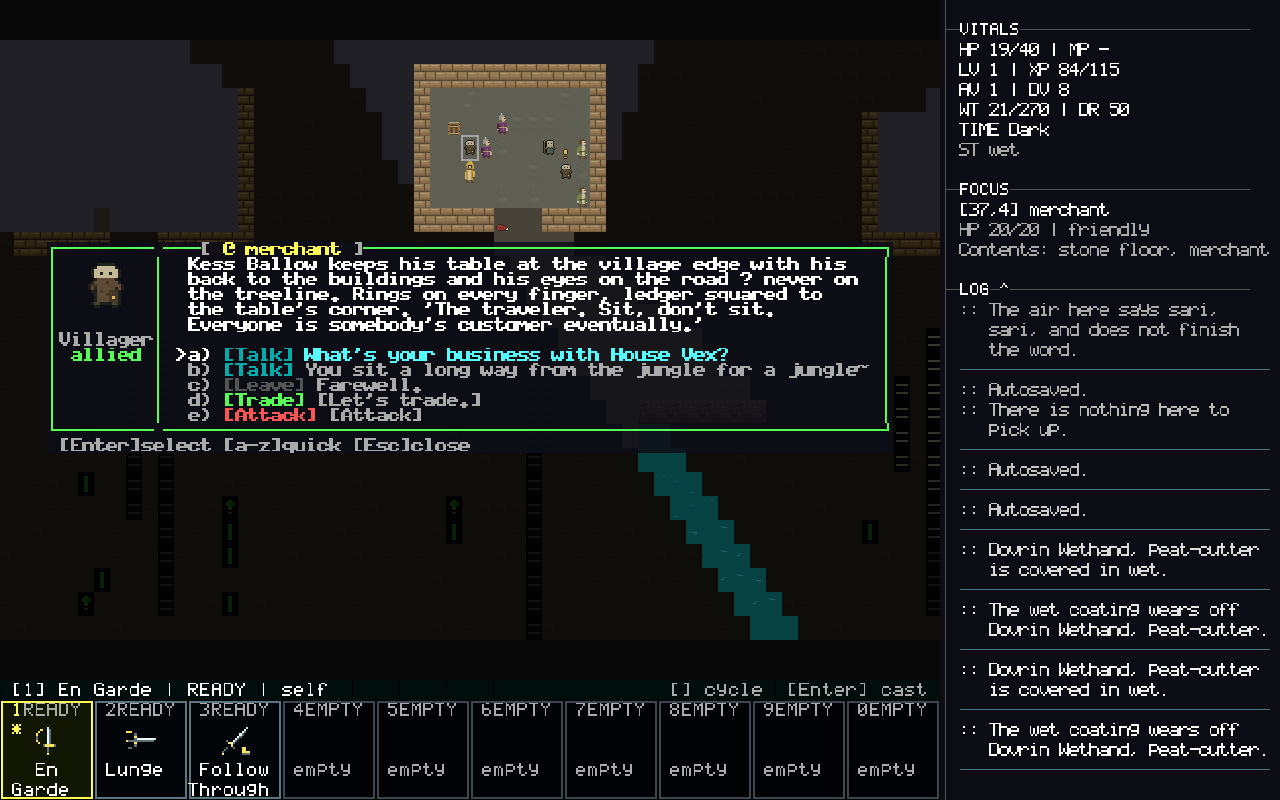 [ @ merchant ]
Kess Ballow keeps his table at the village edge with his
back to the buildings and his eyes on the road ? never on
the treeline. Rings on every finger, ledger squared to
the table's corner. 'The traveler. Sit, don't sit.
Everyone is somebody's customer eventually.'
Villager
allied
>a) [Talk] What's your business with House Vex?
b) [Talk] You sit a long way from the jungle for a jungle~
c) [Leave] Farewell.
d) [Trade] [Let's trade.]
e) [Attack] [Attack]
[Enter]select [a-z]quick [Esc]close
[1] En Garde | READY | self
[] cycle [Enter] cast
1READY 2READY 3READY 4EMPTY 5EMPTY 6EMPTY 7EMPTY 8EMPTY 9EMPTY 0EMPTY
*
En Garde
Lunge
Follow Through
empty empty empty empty empty empty empty
VITALS
HP 19/40 | MP -
LV 1 | XP 84/115
AV 1 | DV 8
WT 21/270 | DR 50
TIME Dark
ST wet
FOCUS
[37,4] merchant
HP 20/20 | friendly
Contents: stone floor, merchant
LOG ^
:: The air here says sari,
sari, and does not finish
the word.
:: Autosaved.
:: There is nothing here to
pick up.
:: Autosaved.
:: Autosaved.
:: Dovrin Wethand, Peat-cutter
is covered in wet.
:: The wet coating wears off
Dovrin Wethand, Peat-cutter.
:: Dovrin Wethand, Peat-cutter
is covered in wet.
:: The wet coating wears off
Dovrin Wethand, Peat-cutter.